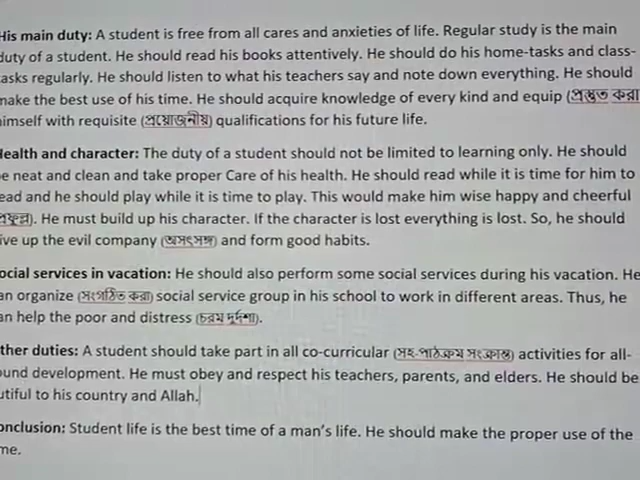 His main duty: A student is free from all cares and anxieties of life. Regular study is the main
duty of a student. He should read his books attentively. He should do his home-tasks and class-
tasks regularly. He should listen to what his teachers say and note down everything. He should
make the best use of his time. He should acquire knowledge of every kind and equip (প্রস্তুত করা
himself with requisite (প্রয়োজনীয়) qualifications for his future life.
Health and character: The duty of a student should not be limited to learning only. He should
be neat and clean and take proper Care of his health. He should read while it is time for him to
ead and he should play while it is time to play. This would make him wise happy and cheerful
প্রফুল্ল). He must build up his character. If the character is lost everything is lost. So, he should
ive up the evil company (অসৎসঙ্গ) and form good habits.
ocial services in vacation: He should also perform some social services during his vacation. He
an organize (সংগঠিত করা) social service group in his school to work in different areas. Thus, he
an help the poor and distress (চরম দুর্দশা).
ther duties: A student should take part in all co-curricular (সহ-পাঠক্রম সংক্রান্ত) activities for all-
ound development. He must obey and respect his teachers, parents, and elders. He should be
utiful to his country and Allah.
onclusion: Student life is the best time of a man's life. He should make the proper use of the
me.